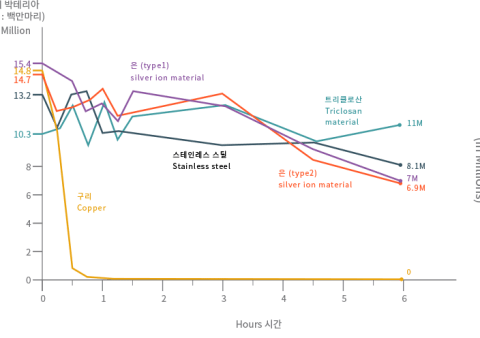 박테리아
: 백만마리)
Million
15.4
14.8
14.7
13.2
10.3
8
6
4
2
0
은 (type1)
silver ion material
트리클로산
Triclosan
material
11M
스테인레스 스틸
Stainless steel
8.1M
은 (type2)
silver ion material
7M
6.9M
구리
Copper
0
0
1
2
3
4
5
6
Hours 시간
(in Millions)